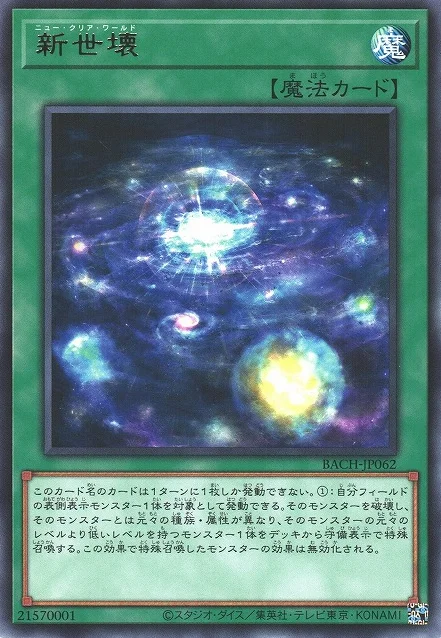 ニュー・クリア・ワールド
新世壊
魔
まほう
【魔法カード】
BACH-JP062
このカード名のカードは１ターンに１枚しか発動できない。①：自分フィールド
の表側表示モンスター１体を対象として発動できる。そのモンスターを破壊し、
そのモンスターとは元々の種族・属性が異なり、そのモンスターの元々の
レベルより低いレベルを持つモンスター１体をデッキから守備表示で特殊
召喚する。この効果で特殊召喚したモンスターの効果は無効化される。
21570001
©スタジオ・ダイス／集英社・テレビ東京・KONAMI